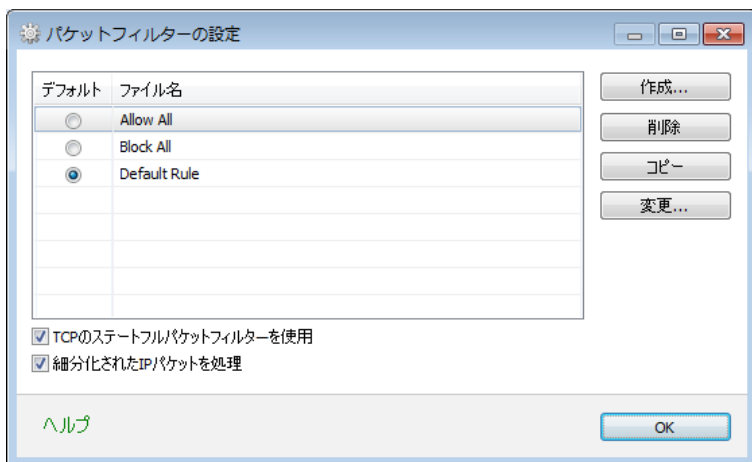 パケットフィルターの設定
デフォルト ファイル名
Allow All
Block All
Default Rule
作成...
削除
コピー
変更...
TCPのステートフルパケットフィルターを使用
細分化されたIPパケットを処理
ヘルプ
OK